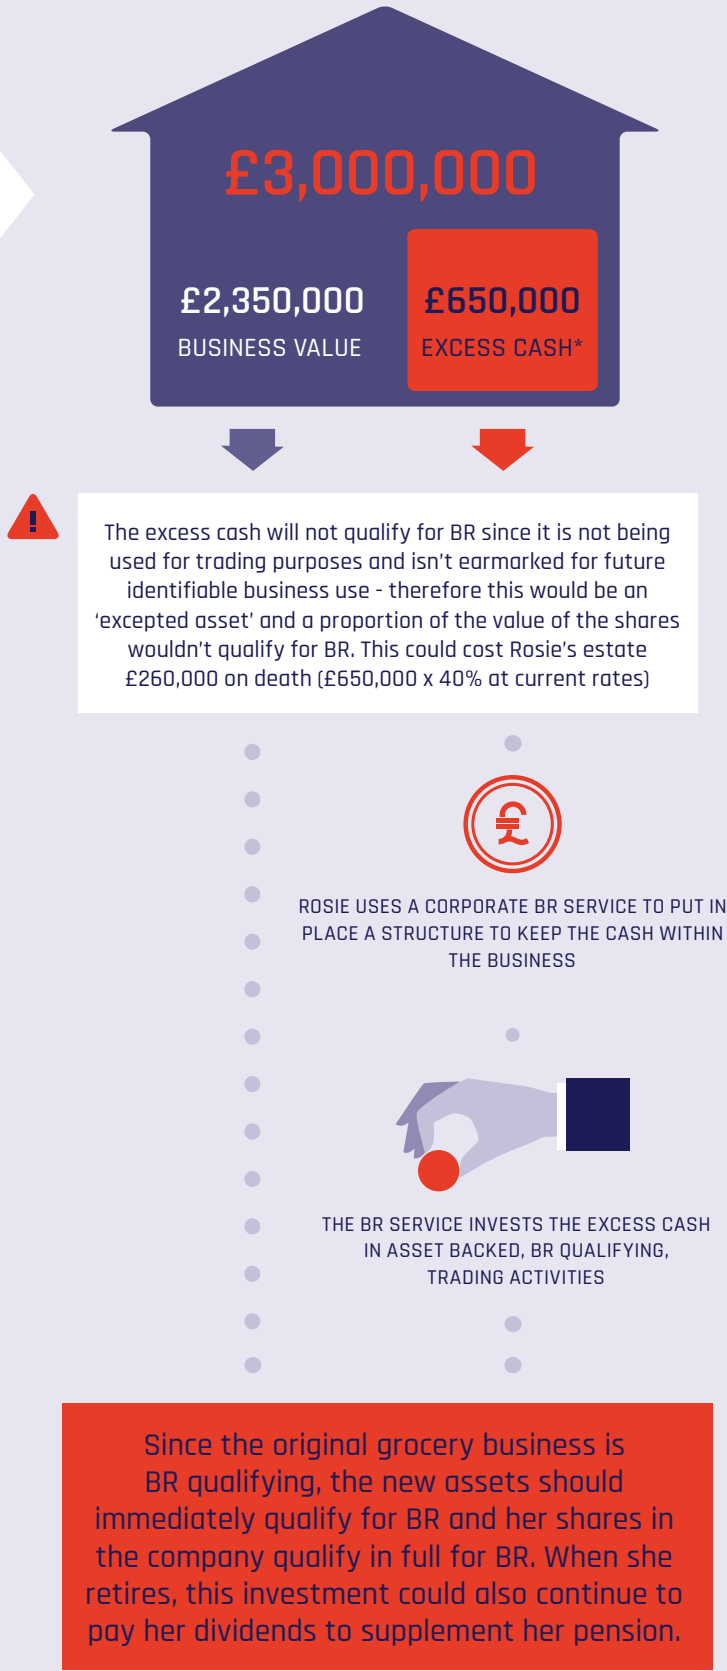 £3,000,000
£2,350,000
BUSINESS VALUE
£650,000
EXCESS CASH*
!
The excess cash will not qualify for BR since it is not being
used for trading purposes and isn't earmarked for future
identifiable business use - therefore this would be an
‘excepted asset’ and a proportion of the value of the shares
wouldn't qualify for BR. This could cost Rosie's estate
£260,000 on death (£650,000 x 40% at current rates)
£
ROSIE USES A CORPORATE BR SERVICE TO PUT IN
PLACE A STRUCTURE TO KEEP THE CASH WITHIN
THE BUSINESS
THE BR SERVICE INVESTS THE EXCESS CASH
IN ASSET BACKED, BR QUALIFYING,
TRADING ACTIVITIES
Since the original grocery business is
BR qualifying, the new assets should
immediately qualify for BR and her shares in
the company qualify in full for BR. When she
retires, this investment could also continue to
pay her dividends to supplement her pension.